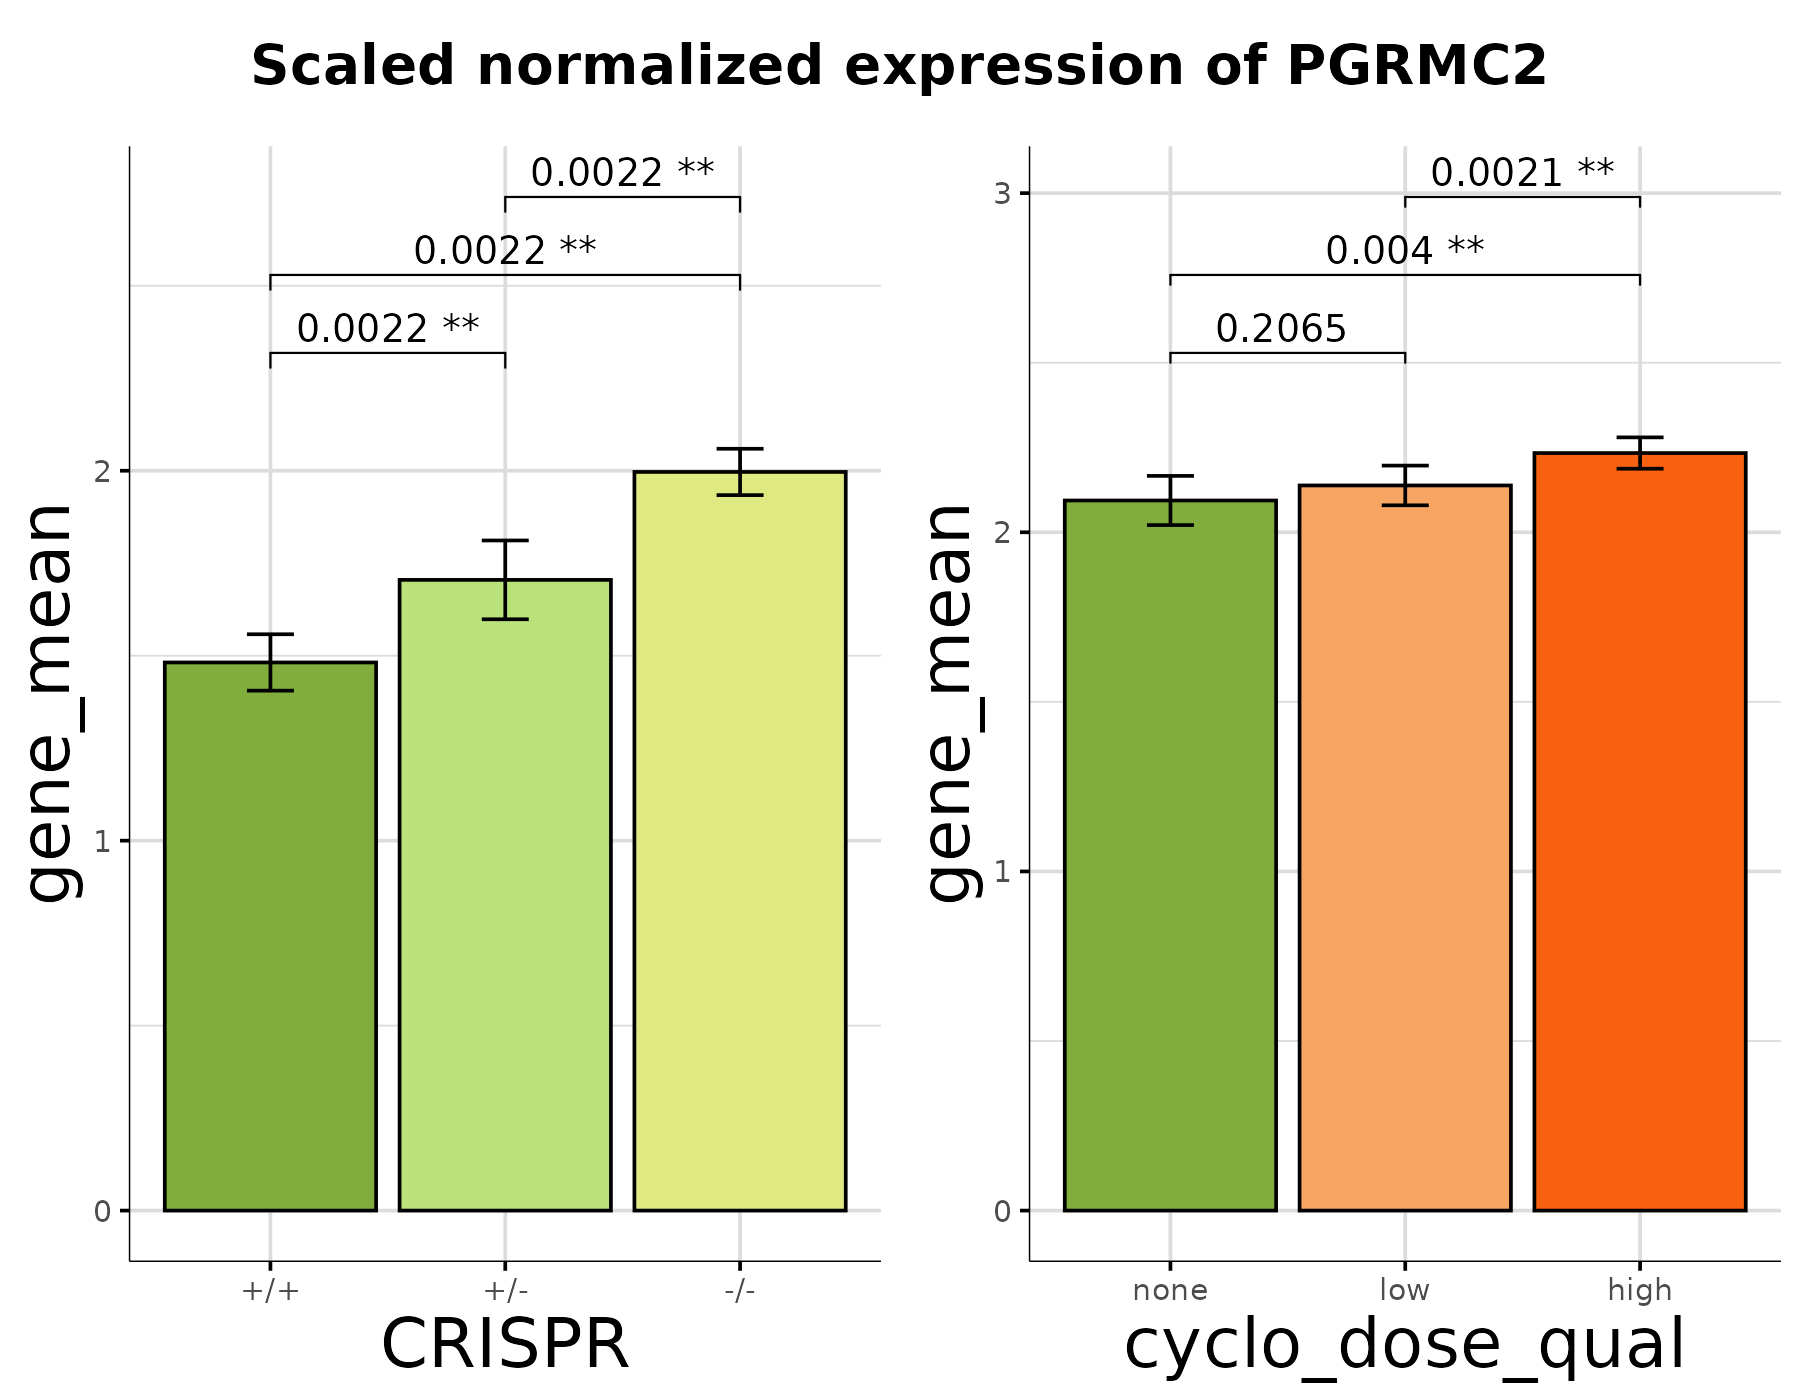 Scaled normalized expression of PGRMC2
0.0022 **
0.0022 **
0.0022 **
2
1
0
gene_mean
+/+ +/- -/-
CRISPR
0.0021 **
0.004 **
0.2065
3
2
1
0
gene_mean
none low high
cyclo_dose_qual